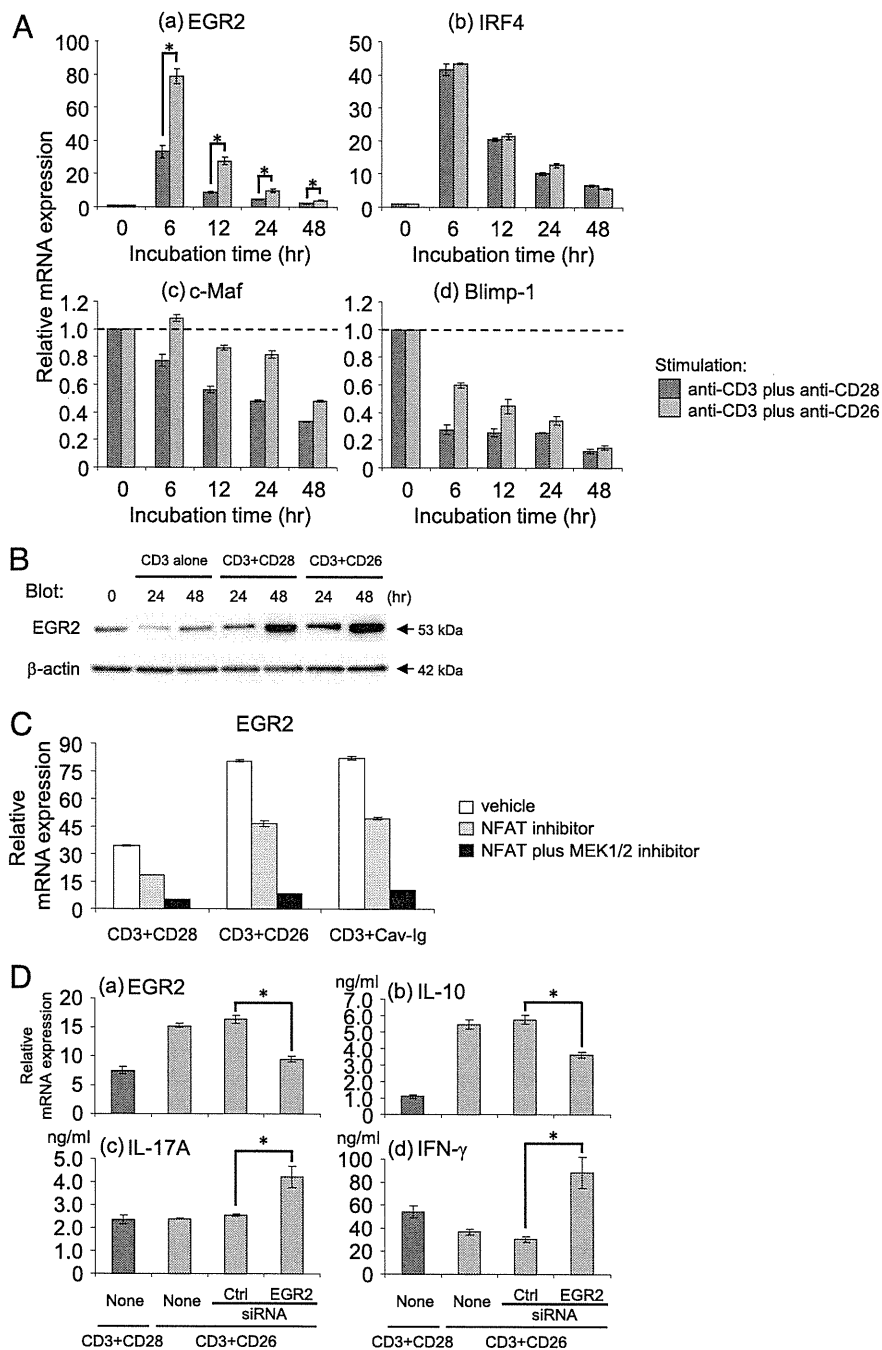 A
(a) EGR2
(b) IRF4
Relative mRNA expression
100
80
60
40
20
0
*
*
*
*
50
40
30
20
10
0
0 6 12 24 48
0 6 12 24 48
Incubation time (hr)
Incubation time (hr)
(c) c-Maf
(d) Blimp-1
1.2
1.0
0.8
0.6
0.4
0.2
0
1.2
1.0
0.8
0.6
0.4
0.2
0
0 6 12 24 48
0 6 12 24 48
Incubation time (hr)
Incubation time (hr)
Stimulation:
anti-CD3 plus anti-CD28
anti-CD3 plus anti-CD26
B
CD3 alone CD3+CD28 CD3+CD26
Blot: 0 24 48 24 48 24 48 (hr)
EGR2 53 kDa
β-actin 42 kDa
C
EGR2
Relative
mRNA expression
90
75
60
45
30
15
0
CD3+CD28 CD3+CD26 CD3+Cav-Ig
vehicle
NFAT inhibitor
NFAT plus MEK1/2 inhibitor
D
(a) EGR2
Relative
mRNA expression
20
15
10
5
0
*
ng/ml
(b) IL-10
7.0
6.0
5.0
4.0
3.0
2.0
1.0
0
*
ng/ml
(c) IL-17A
5.0
4.0
3.0
2.0
1.0
0
*
(d) IFN-γ
ng/ml
100
80
60
40
20
0
*
None None Ctrl EGR2
siRNA
CD3+CD28 CD3+CD26
None None Ctrl EGR2
siRNA
CD3+CD28 CD3+CD26